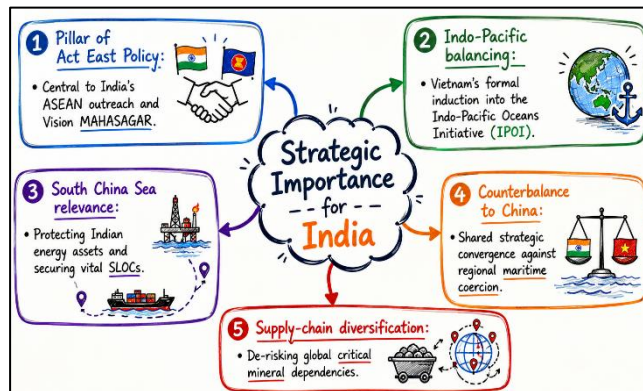 1 Pillar of
Act East Policy:
• Central to India's
ASEAN outreach and
Vision MAHASAGAR.
2 Indo-Pacific
balancing:
• Vietnam's formal
induction into the
Indo-Pacific Oceans
Initiative (IPOI).
Strategic
Importance
- - for - -
India
3 South China Sea
relevance:
• Protecting Indian
energy assets and
securing vital SLOCs.
4 Counterbalance
to China:
• Shared strategic
convergence against
regional maritime
coercion.
5 Supply-chain diversification:
• De-risking global critical
mineral dependencies.